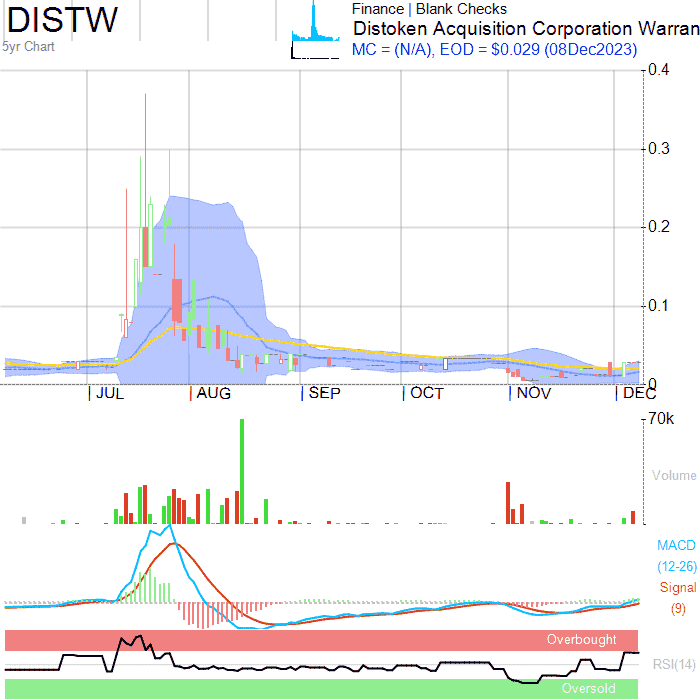 DISTW
5yr Chart
Finance | Blank Checks
Distoken Acquisition Corporation Warran
MC = (N/A), EOD = $0.029 (08Dec2023)
0.4
0.3
0.2
0.1
0
JUL AUG SEP OCT NOV DEC
70k
Volume
MACD
(12-26)
Signal
(9)
Overbought
RSI(14)
Oversold